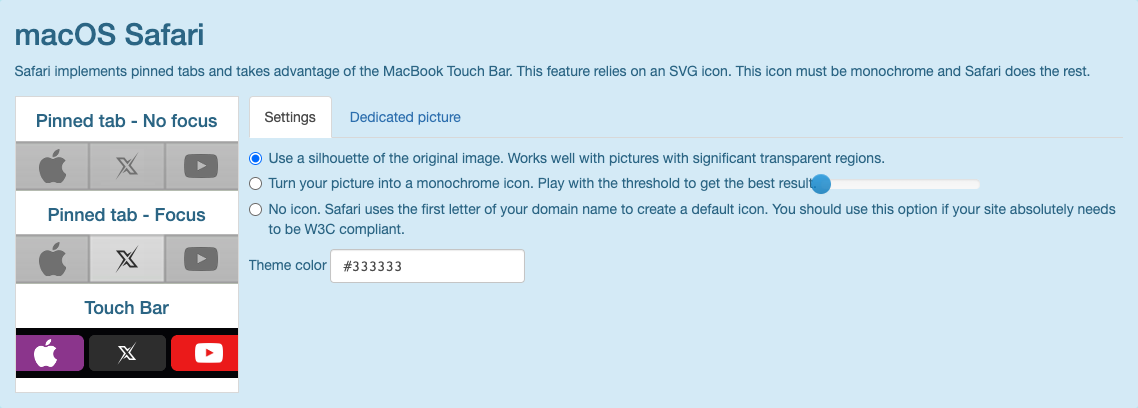 macOS Safari
Safari implements pinned tabs and takes advantage of the MacBook Touch Bar. This feature relies on an SVG icon. This icon must be monochrome and Safari does the rest.
Pinned tab - No focus
Pinned tab - Focus
Touch Bar
Settings
Dedicated picture
Use a silhouette of the original image. Works well with pictures with significant transparent regions.
Turn your picture into a monochrome icon. Play with the threshold to get the best result.
No icon. Safari uses the first letter of your domain name to create a default icon. You should use this option if your site absolutely needs
to be W3C compliant.
Theme color
#333333